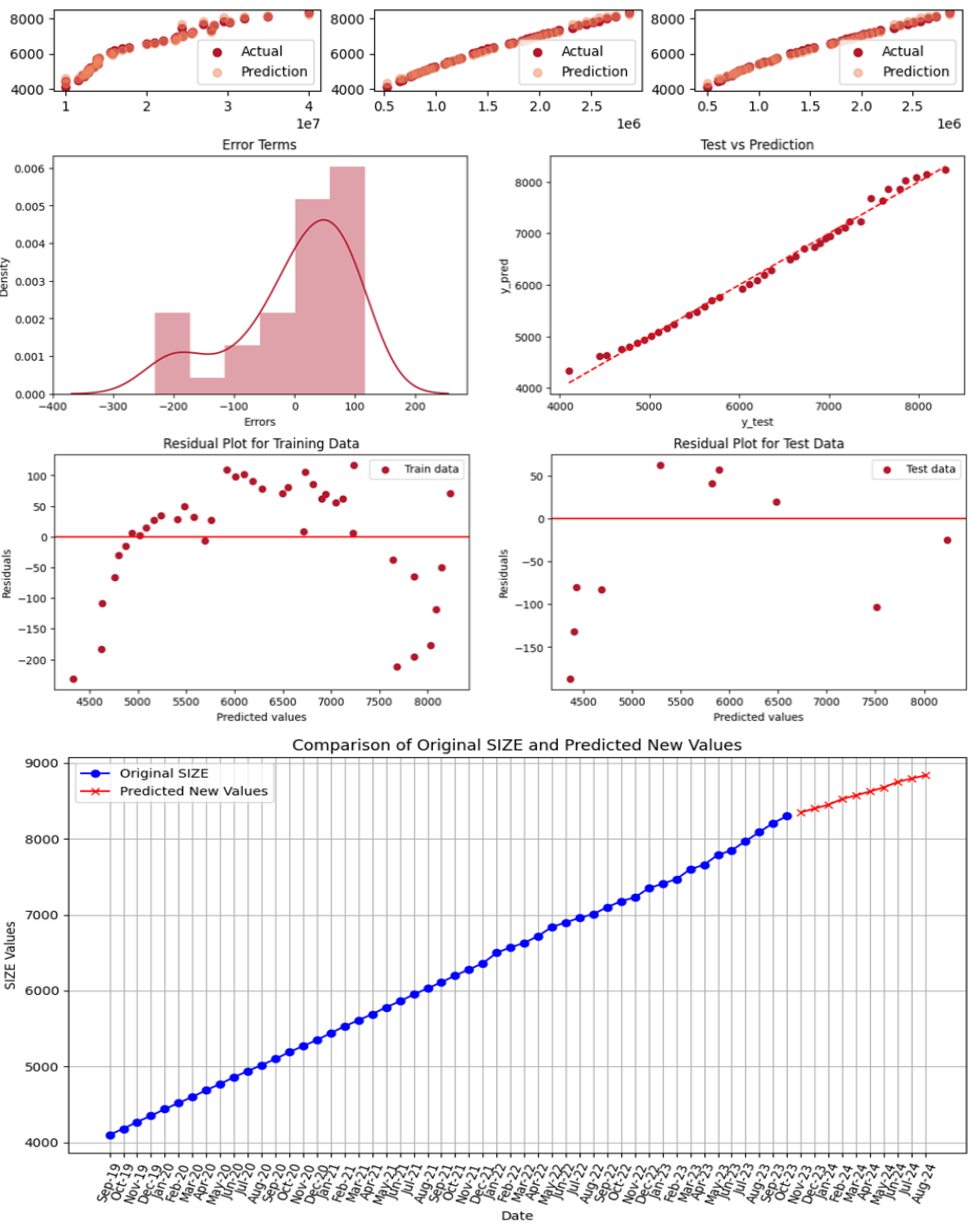 8000
6000
4000
Actual
Prediction
1 2 3 4
1e7
8000
6000
4000
Actual
Prediction
0.5 1.0 1.5 2.0 2.5
1e6
8000
6000
4000
Actual
Prediction
0.5 1.0 1.5 2.0 2.5
1e6
Error Terms
Density
0.006
0.005
0.004
0.003
0.002
0.001
0.000
−400 −300 −200 −100 0 100 200
Errors
Test vs Prediction
y_pred
8000
7000
6000
5000
4000
4000 5000 6000 7000 8000
y_test
Residual Plot for Training Data
Train data
Residuals
100
50
0
−50
−100
−150
−200
4500 5000 5500 6000 6500 7000 7500 8000
Predicted values
Residual Plot for Test Data
Test data
Residuals
50
0
−50
−100
−150
4500 5000 5500 6000 6500 7000 7500 8000
Predicted values
Comparison of Original SIZE and Predicted New Values
Original SIZE
Predicted New Values
SIZE Values
9000
8000
7000
6000
5000
4000
Sep-19 Oct-19 Nov-19 Dec-19 Jan-20 Feb-20 Mar-20 Apr-20 May-20 Jun-20 Jul-20 Aug-20 Sep-20 Oct-20 Nov-20 Dec-20 Jan-21 Feb-21 Mar-21 Apr-21 May-21 Jun-21 Jul-21 Aug-21 Sep-21 Oct-21 Nov-21 Dec-21 Jan-22 Feb-22 Mar-22 Apr-22 May-22 Jun-22 Jul-22 Aug-22 Sep-22 Oct-22 Nov-22 Dec-22 Jan-23 Feb-23 Mar-23 Apr-23 May-23 Jun-23 Jul-23 Aug-23 Sep-23 Oct-23 Nov-23 Dec-23 Jan-24 Feb-24 Mar-24 Apr-24 May-24 Jun-24 Jul-24 Aug-24
Date